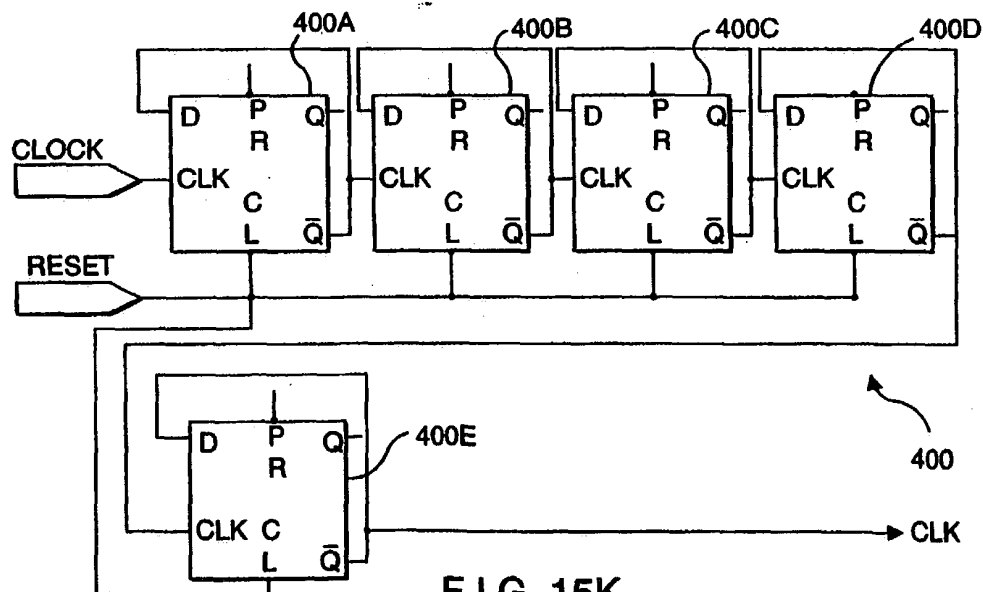 400A 400B 400C 400D
D P R Q D P R Q D P R Q D P R Q
CLOCK
CLK CLK CLK CLK
C L Q̅ C L Q̅ C L Q̅ C L Q̅
RESET
D P R Q 400E
400
CLK C L Q̅
CLK
FIG. 15K